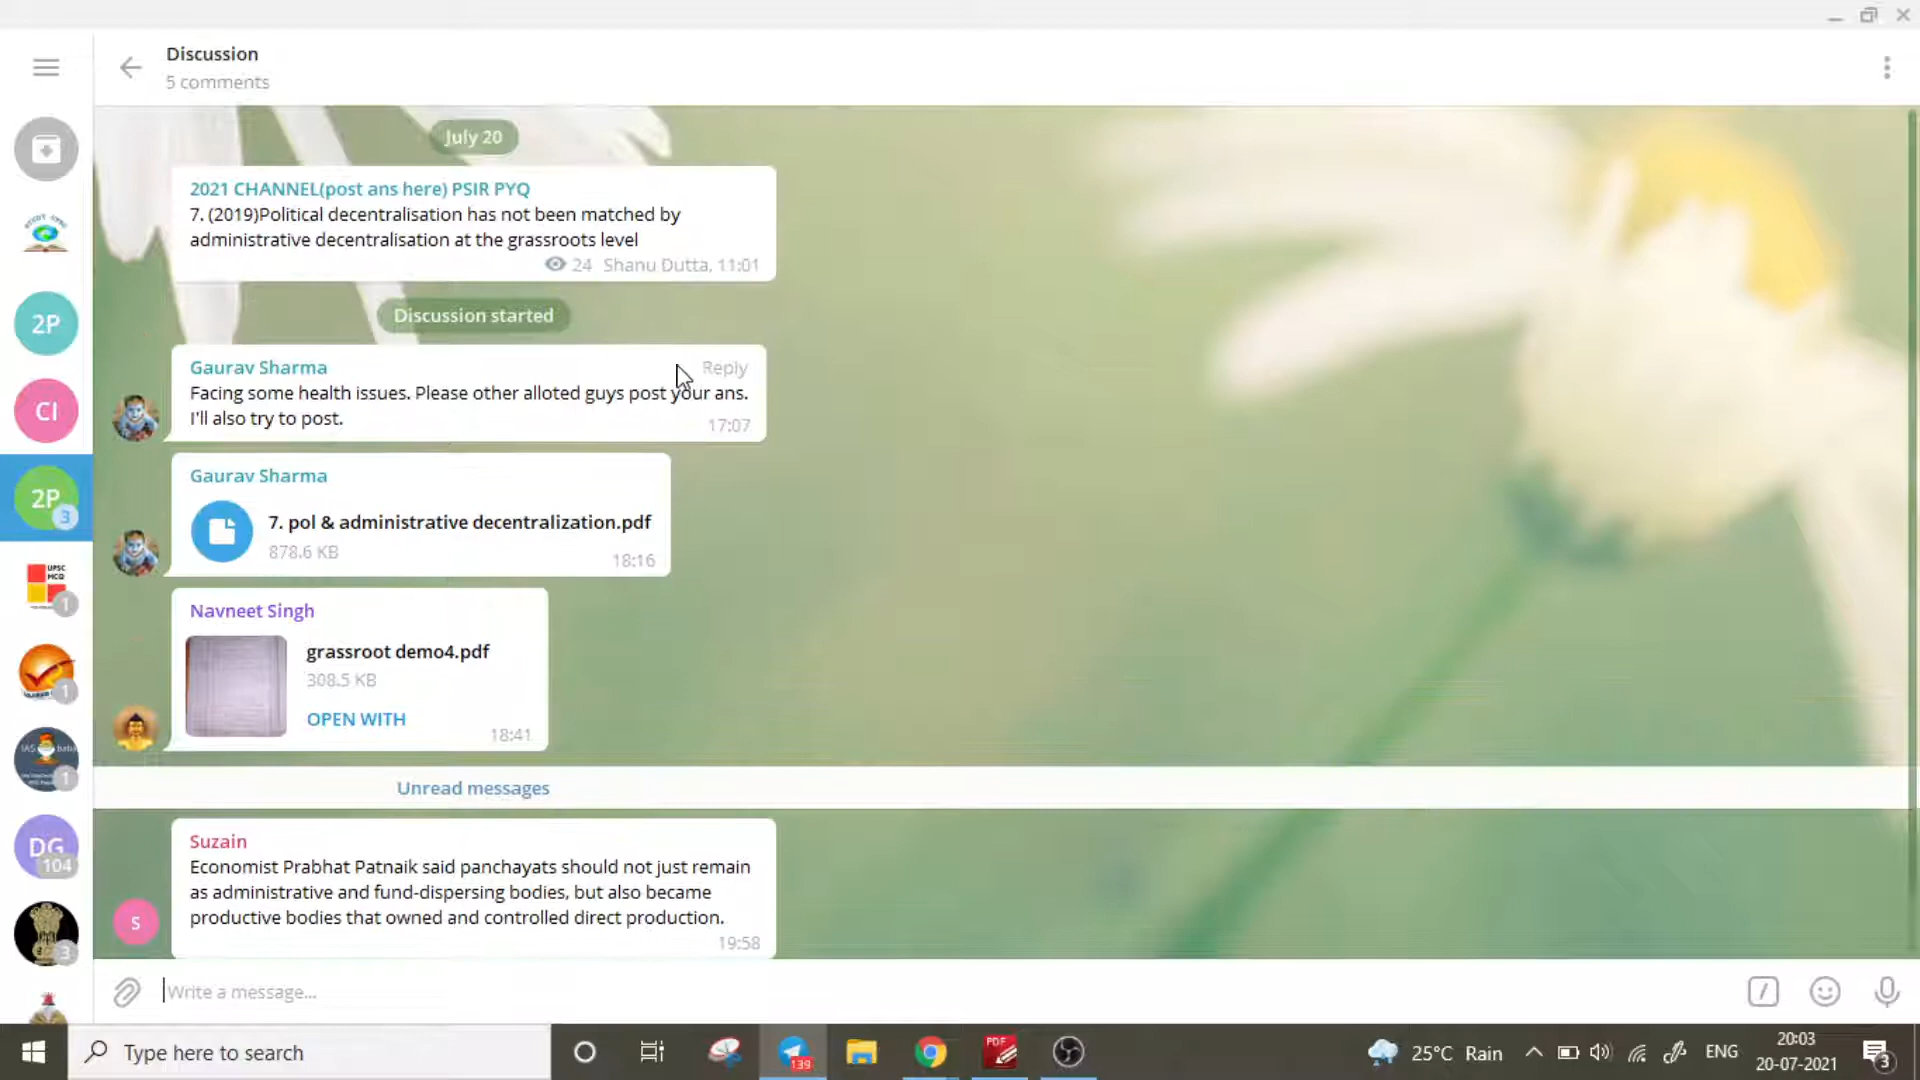 Discussion
5 comments
July 20
2021 CHANNEL(post ans here) PSIR PYQ
7. (2019)Political decentralisation has not been matched by
administrative decentralisation at the grassroots level
24 Shanu Dutta, 11:01
Discussion started
Gaurav Sharma
Reply
Facing some health issues. Please other alloted guys post your ans.
I'll also try to post.
17:07
Gaurav Sharma
7. pol & administrative decentralization.pdf
878.6 KB
18:16
Navneet Singh
grassroot demo4.pdf
308.5 KB
OPEN WITH
18:41
Unread messages
Suzain
Economist Prabhat Patnaik said panchayats should not just remain
as administrative and fund-dispersing bodies, but also became
productive bodies that owned and controlled direct production.
19:58
S
Write a message...
2P
CI
2P
3
UPSC
MCQ
1
1
IAS baba
1
DG
104
3
Type here to search
139
PDF
25°C Rain
ENG
20:03
20-07-2021
3